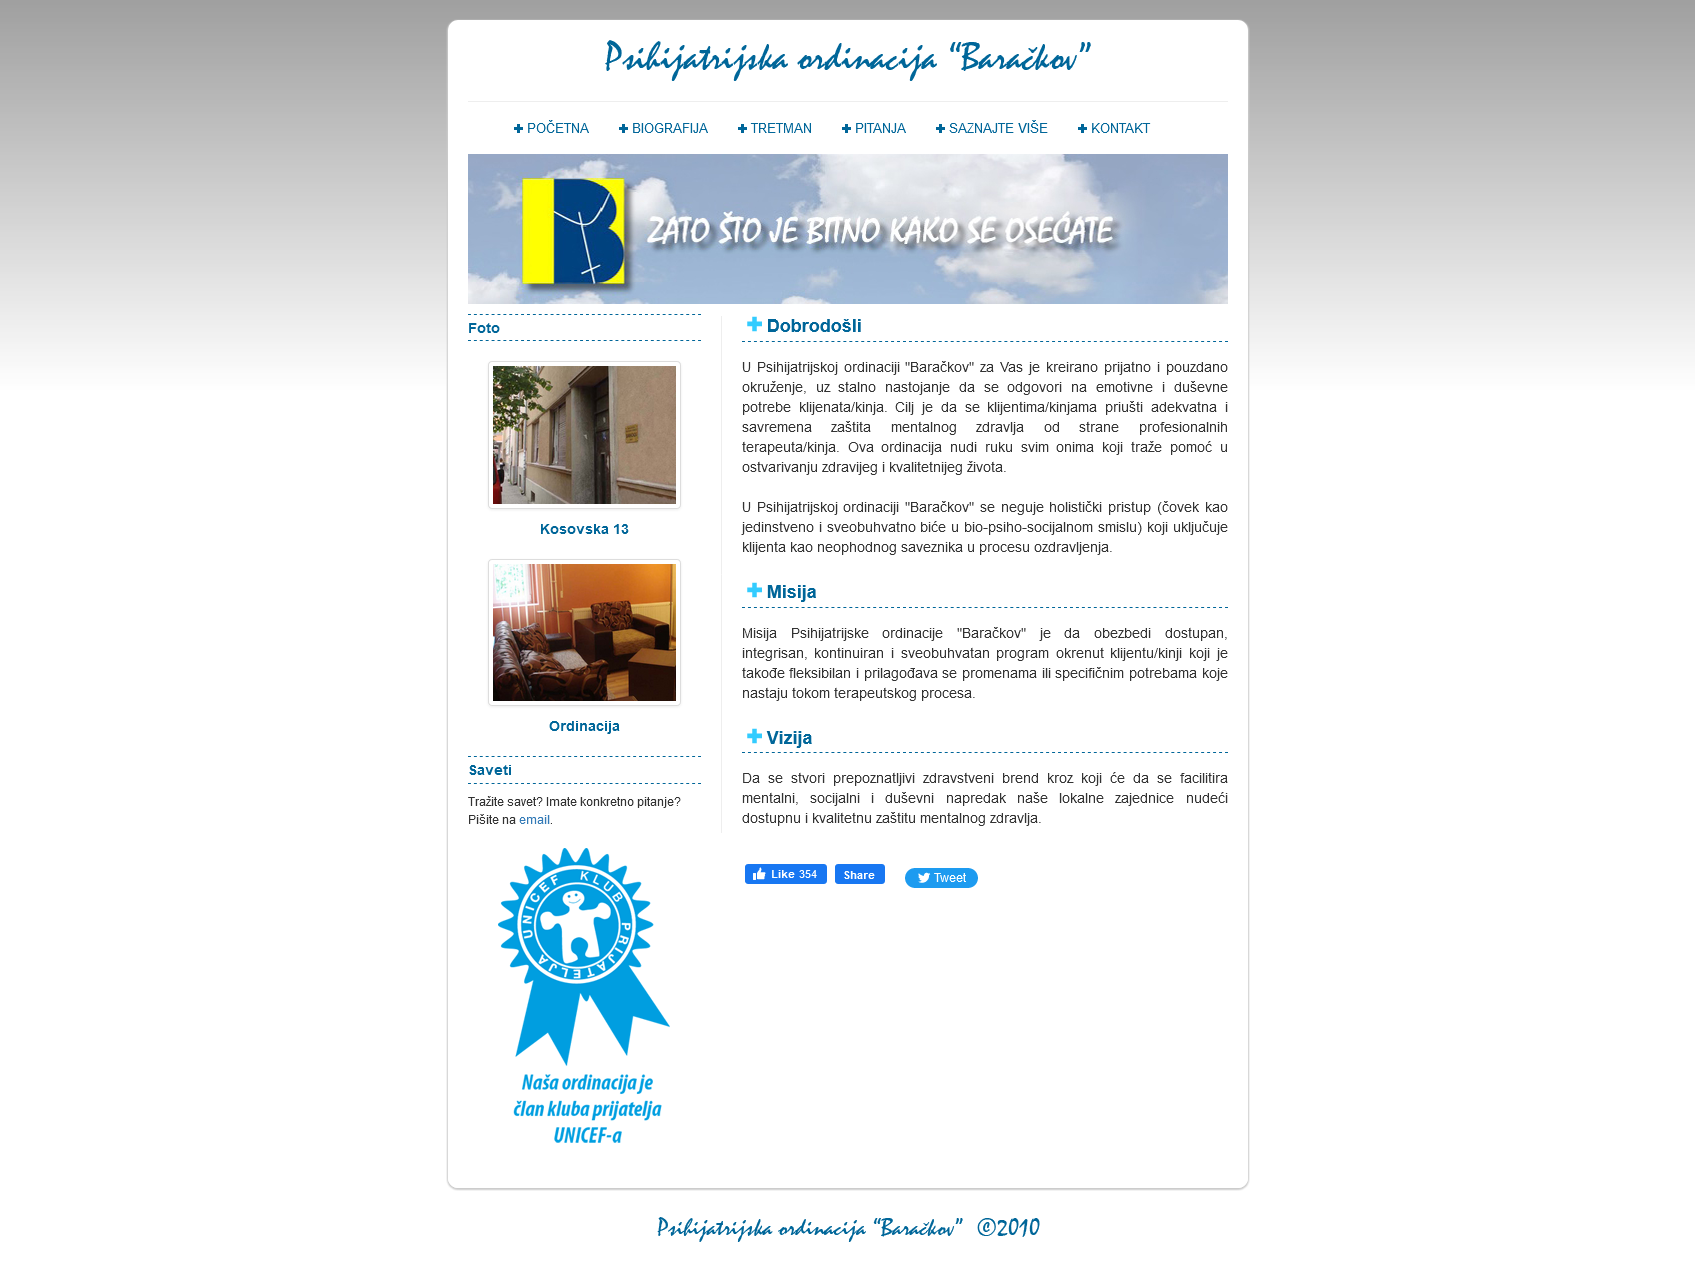 Psihijatrijska ordinacija “Baračkov”
POČETNA BIOGRAFIJA TRETMAN PITANJA SAZNAJTE VIŠE KONTAKT
B ZATO ŠTO JE BITNO KAKO SE OSEĆATE
Foto
Kosovska 13
Ordinacija
Saveti
Tražite savet? Imate konkretno pitanje?
Pišite na email.
UNICEF KLUB PRIJATELJA
Naša ordinacija je
član kluba prijatelja
UNICEF-a
Dobrodošli
U Psihijatrijskoj ordinaciji "Baračkov" za Vas je kreirano prijatno i pouzdano
okruženje, uz stalno nastojanje da se odgovori na emotivne i duševne
potrebe klijenata/kinja. Cilj je da se klijentima/kinjama priušti adekvatna i
savremena zaštita mentalnog zdravlja od strane profesionalnih
terapeuta/kinja. Ova ordinacija nudi ruku svim onima koji traže pomoć u
ostvarivanju zdravijeg i kvalitetnijeg života.
U Psihijatrijskoj ordinaciji "Baračkov" se neguje holistički pristup (čovek kao
jedinstveno i sveobuhvatno biće u bio-psiho-socijalnom smislu) koji uključuje
klijenta kao neophodnog saveznika u procesu ozdravljenja.
Misija
Misija Psihijatrijske ordinacije "Baračkov" je da obezbedi dostupan,
integrisan, kontinuiran i sveobuhvatan program okrenut klijentu/kinji koji je
takođe fleksibilan i prilagođava se promenama ili specifičnim potrebama koje
nastaju tokom terapeutskog procesa.
Vizija
Da se stvori prepoznatljivi zdravstveni brend kroz koji će da se facilitira
mentalni, socijalni i duševni napredak naše lokalne zajednice nudeći
dostupnu i kvalitetnu zaštitu mentalnog zdravlja.
Like 354 Share Tweet
Psihijatrijska ordinacija “Baračkov” ©2010